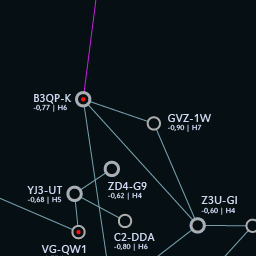 B3QP-K
-0,77 | H6
GVZ-1W
-0,90 | H7
YJ3-UT
-0,68 | H5
ZD4-G9
-0,62 | H4
Z3U-GI
-0,60 | H4
C2-DDA
-0,80 | H6
VG-QW1